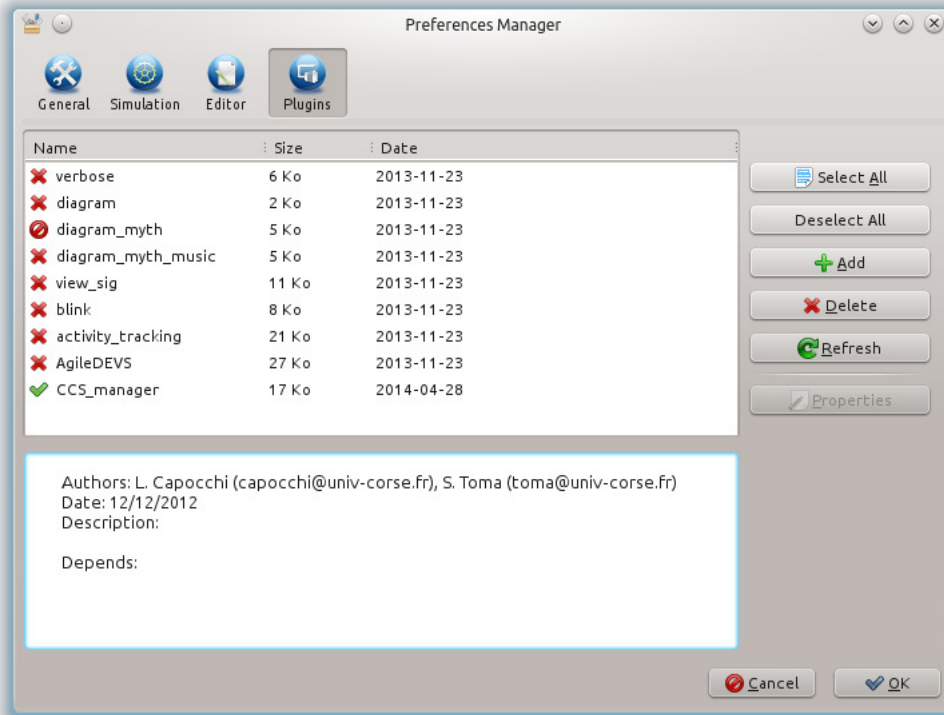 Preferences Manager
General Simulation Editor Plugins
Name Size Date
verbose 6 Ko 2013-11-23
diagram 2 Ko 2013-11-23
diagram_myth 5 Ko 2013-11-23
diagram_myth_music 5 Ko 2013-11-23
view_sig 11 Ko 2013-11-23
blink 8 Ko 2013-11-23
activity_tracking 21 Ko 2013-11-23
AgileDEVS 27 Ko 2013-11-23
CCS_manager 17 Ko 2014-04-28
Select All
Deselect All
Add
Delete
Refresh
Properties
Authors: L. Capocchi (capocchi@univ-corse.fr), S. Toma (toma@univ-corse.fr)
Date: 12/12/2012
Description:
Depends:
Cancel OK